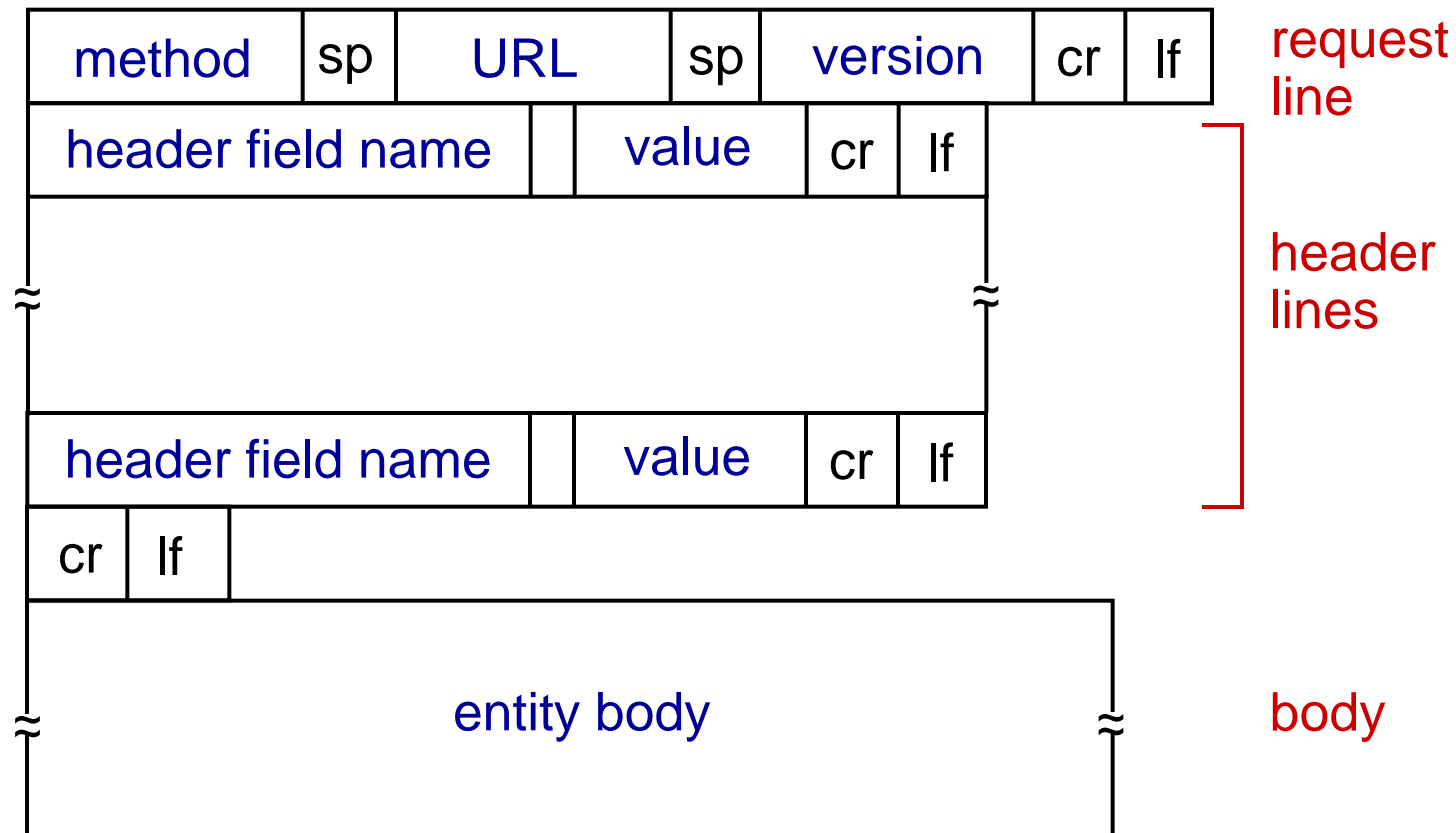 method sp URL sp version cr lf request
line
header field name value cr lf
header
lines
header field name value cr lf
cr lf
entity body body